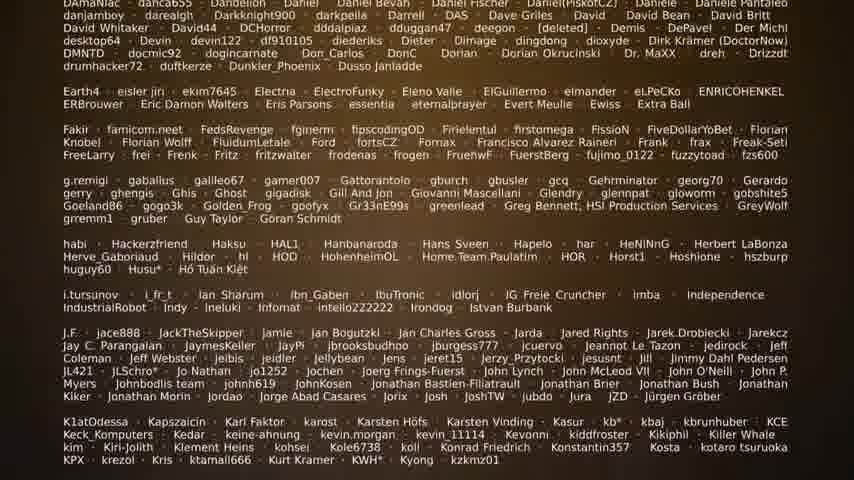 DAManiac · danca655 · Dandelion · Daniel · Daniel Bevan · Daniel Fischer · Daniel(PiskotCZ) · Daniele · Daniele Pantaleo
danjamboy · darealgh · Darkknight900 · darkpella · Darrell · DAS · Dave Griles · David · David Bean · David Britt
David Whitaker · David44 · DCHorror · dddalpiaz · dduggan47 · deegon · [deleted] · Demis · DePavel · Der Michl
desktop64 · Devin · devin122 · df910105 · diederiks · Dieter · Dimage · dingdong · dioxyde · Dirk Krämer (DoctorNow)
DMNTD · docmic92 · dogincarnate · Don_Carlos · DonC · Dorian · Dorian Okrucinski · Dr. MaXX · dreh · Drizzdt
drumhacker72 · duftkerze · Dunkler_Phoenix · Dusso Janladde
Earth4 · eisler jiri · ekim7645 · Electria · ElectroFunky · Eleno Valle · ElGuillermo · elmander · eLPeCKo · ENRICOHENKEL
ERBrouwer · Eric Damon Walters · Eris Parsons · essentia · eternalprayer · Evert Meulie · Ewiss · Extra Ball
Fakir · famicom.neet · FedsRevenge · fginerm · fipscodingOD · Firielentul · firstomega · FissioN · FiveDollarYoBet · Florian
Knobel · Florian Wolff · FluidumLetale · Ford · fortsCZ · Fornax · Francisco Alvarez Raineri · Frank · frax · Freak-Seti
FreeLarry · frei · Frenk · Fritz · fritzwalter · frodenas · frogen · FruehwF · FuerstBerg · fujimo_0122 · fuzzytoad · fzs600
g.remigi · gaballus · galileo67 · gamer007 · Gattorantolo · gburch · gbusler · gcq · Gehrminator · georg70 · Gerardo
gerry · ghengis · Ghis · Ghost · gigadisk · Gill And Jon · Giovanni Mascellani · Glendry · glennpat · gloworm · gobshite5
Goeland86 · gogo3k · Golden_Frog · goofyx · Gr33nE99s · greenlead · Greg Bennett, HSI Production Services · GreyWolf
grremm1 · gruber · Guy Taylor · Göran Schmidt
habi · Hackerzfriend · Haksu · HAL1 · Hanbanaroda · Hans Sveen · Hapelo · har · HeNiNnG · Herbert LaBonza
Herve_Gaboriaud · Hildor · hl · HOD · HohenheimOL · Home.Team.Paulatim · HOR · Horst1 · Hoshione · hszburp
huguy60 · Husu* · Hồ Tuấn Kiệt
i.tursunov · i_fr_t · Ian Sharum · Ibn_Gaben · IbuTronic · idlorj · IG Freie Cruncher · imba · Independence
IndustrialRobot · Indy · Ineluki · Infomat · intello222222 · Irondog · Istvan Burbank
J.F. · jace888 · JackTheSkipper · Jamie · Jan Bogutzki · Jan Charles Gross · Jarda · Jared Rights · Jarek Drobiecki · Jarekcz
Jay C. Parangalan · JaymesKeiler · JayPi · jbrooksbudhoo · jburgess777 · jcuervo · Jeannot Le Tazon · jedirock · Jeff
Coleman · Jeff Webster · jeibis · jeidler · Jellybean · Jens · jeret15 · Jerzy_Przytocki · jesusnt · Jill · Jimmy Dahl Pedersen
JL421 · JLSchro* · Jo Nathan · jo1252 · Jochen · Joerg Frings-Fuerst · John Lynch · John McLeod VII · John O'Neill · John P.
Myers · Johnbodlis team · johnh619 · JohnKosen · Jonathan Bastien-Filiatrault · Jonathan Brier · Jonathan Bush · Jonathan
Kiker · Jonathan Morin · Jordao · Jorge Abad Casares · Jorix · Josh · JoshTW · jubdo · Jura · JZD · Jürgen Gröber
K1atOdessa · Kapszaicin · Karl Faktor · karost · Karsten Höfs · Karsten Vinding · Kasur · kb* · kbaj · kbrunhuber · KCE
Keck_Komputers · Kedar · keine-ahnung · kevin.morgan · kevin_11114 · Kevonni · kiddfroster · Kikiphil · Killer Whale
kim · Kiri-Jolith · Klement Heins · kohsei · Kole6738 · koli · Konrad Friedrich · Konstantin357 · Kosta · kotaro tsuruoka
KPX · krezol · Kris · ktamail666 · Kurt Kramer · KWH* · Kyong · kzkmz01